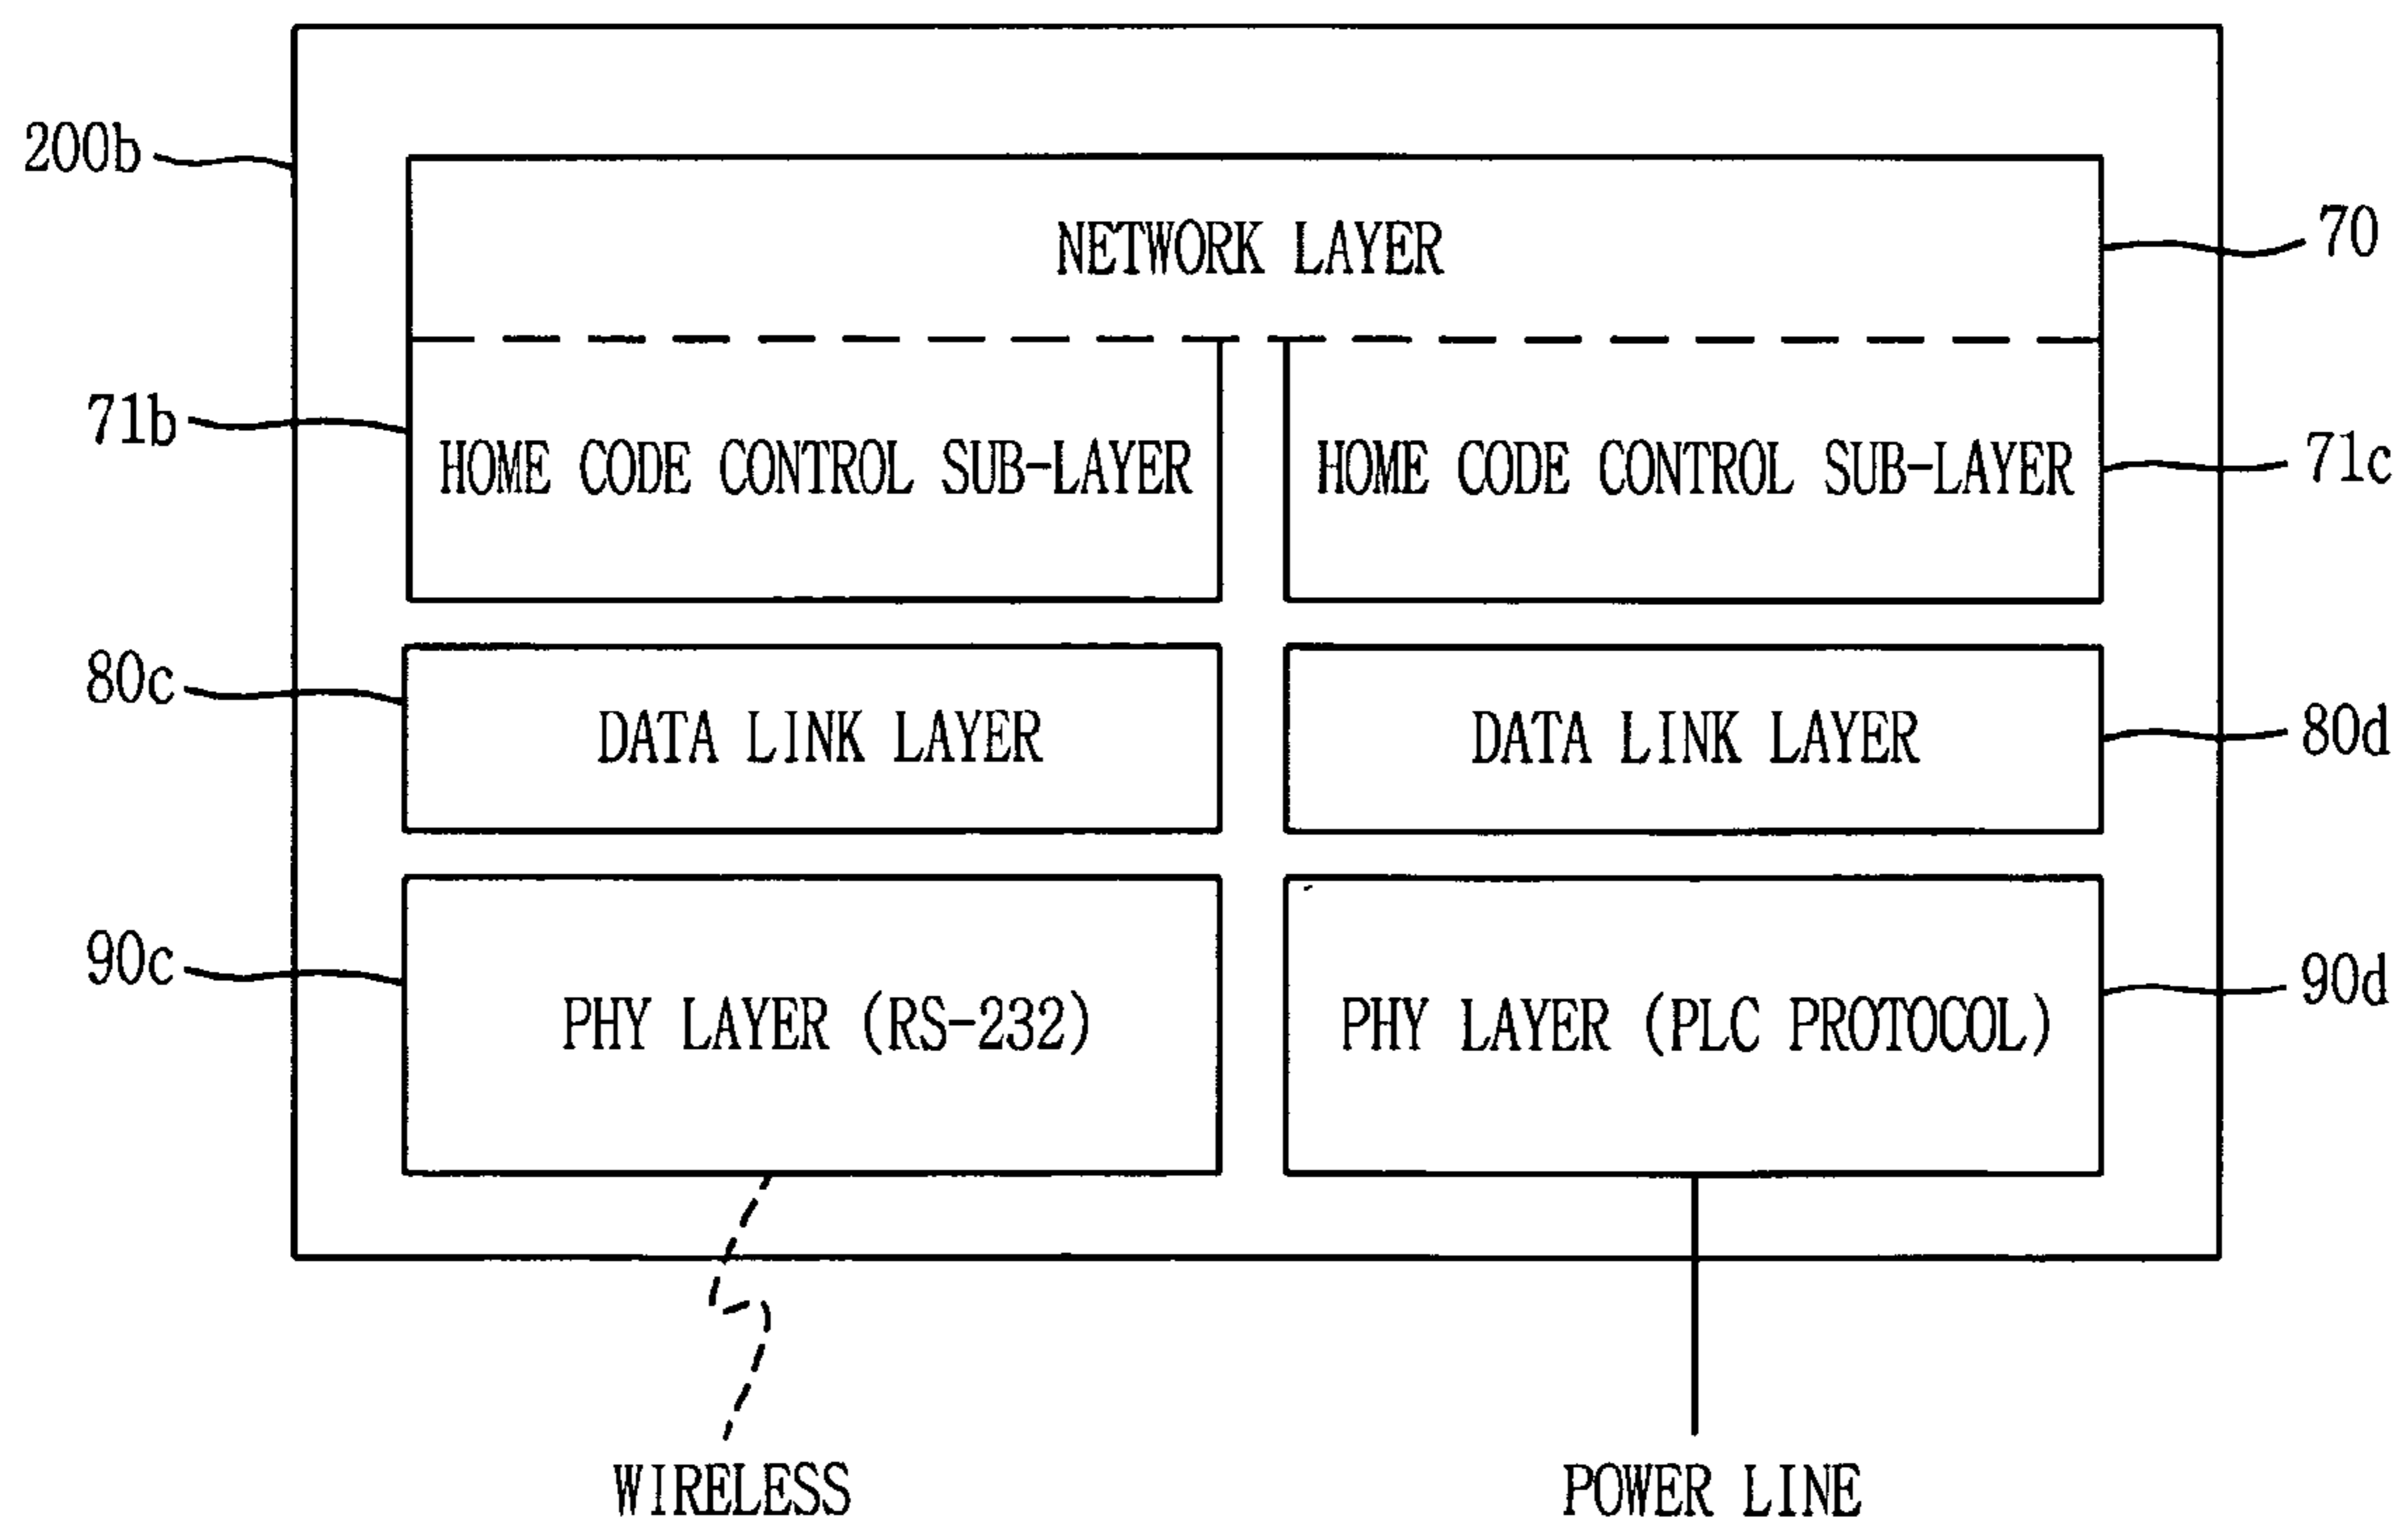 200b
NETWORK LAYER
70
71b
HOME CODE CONTROL SUB-LAYER
HOME CODE CONTROL SUB-LAYER
71c
80c
DATA LINK LAYER
DATA LINK LAYER
80d
90c
PHY LAYER (RS-232)
PHY LAYER (PLC PROTOCOL)
90d
WIRELESS
POWER LINE